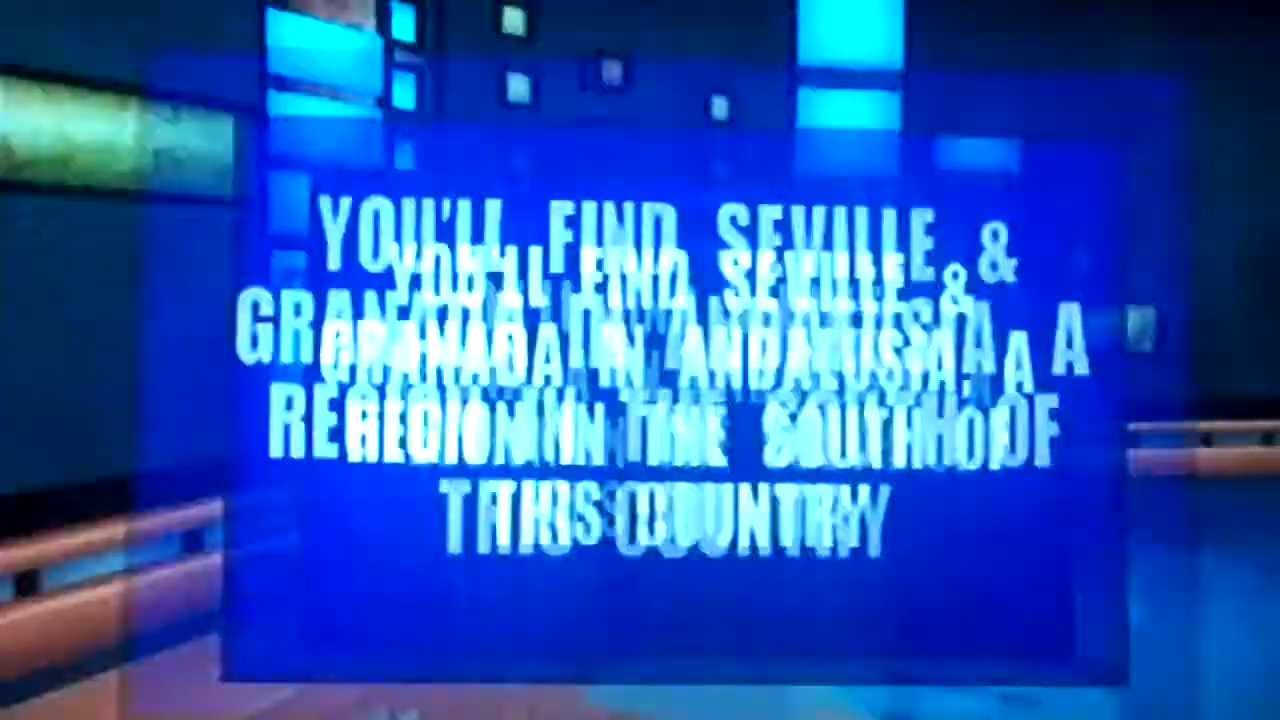 YOU'LL FIND SEVILLE &
GRANADA IN ANDALUSIA, A
REGION IN THE SOUTH OF
THIS COUNTRY